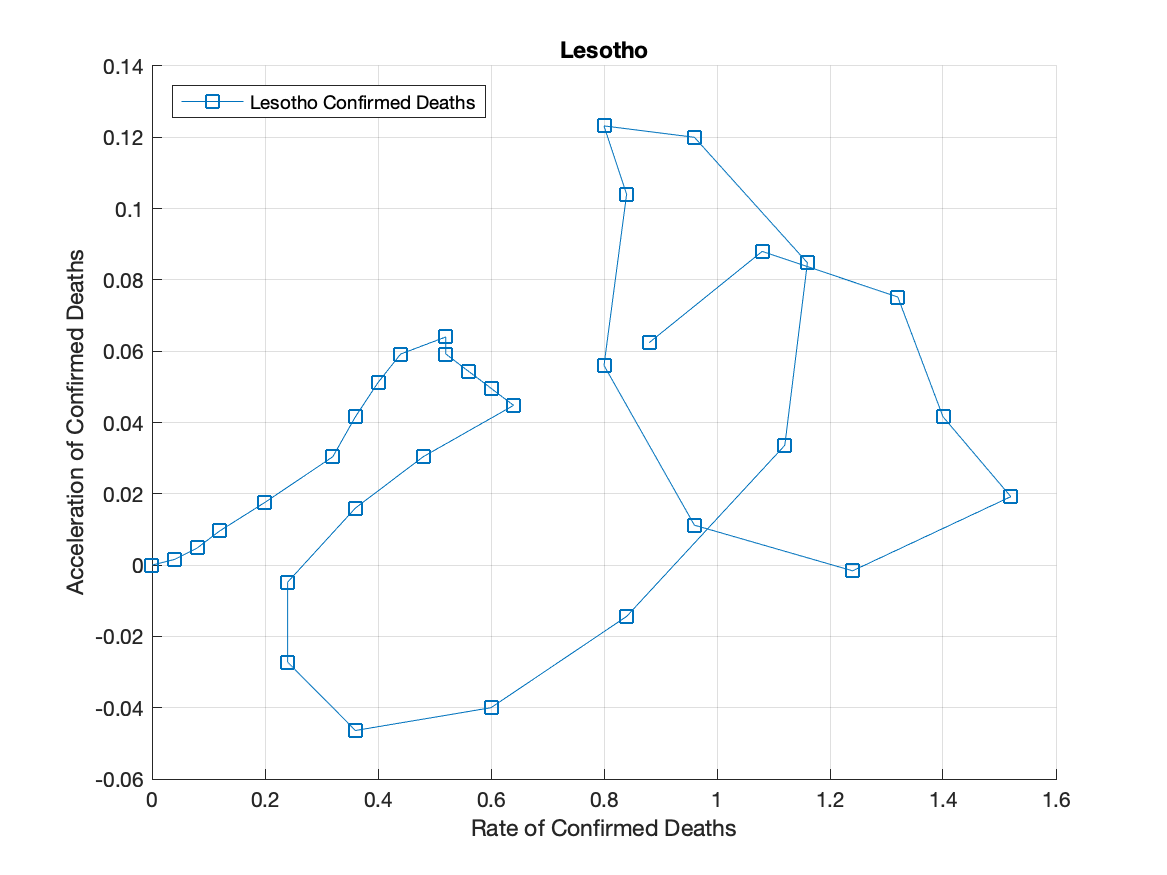 Lesotho
Lesotho Confirmed Deaths
Acceleration of Confirmed Deaths
0.14
0.12
0.1
0.08
0.06
0.04
0.02
0
-0.02
-0.04
-0.06
0 0.2 0.4 0.6 0.8 1 1.2 1.4 1.6
Rate of Confirmed Deaths